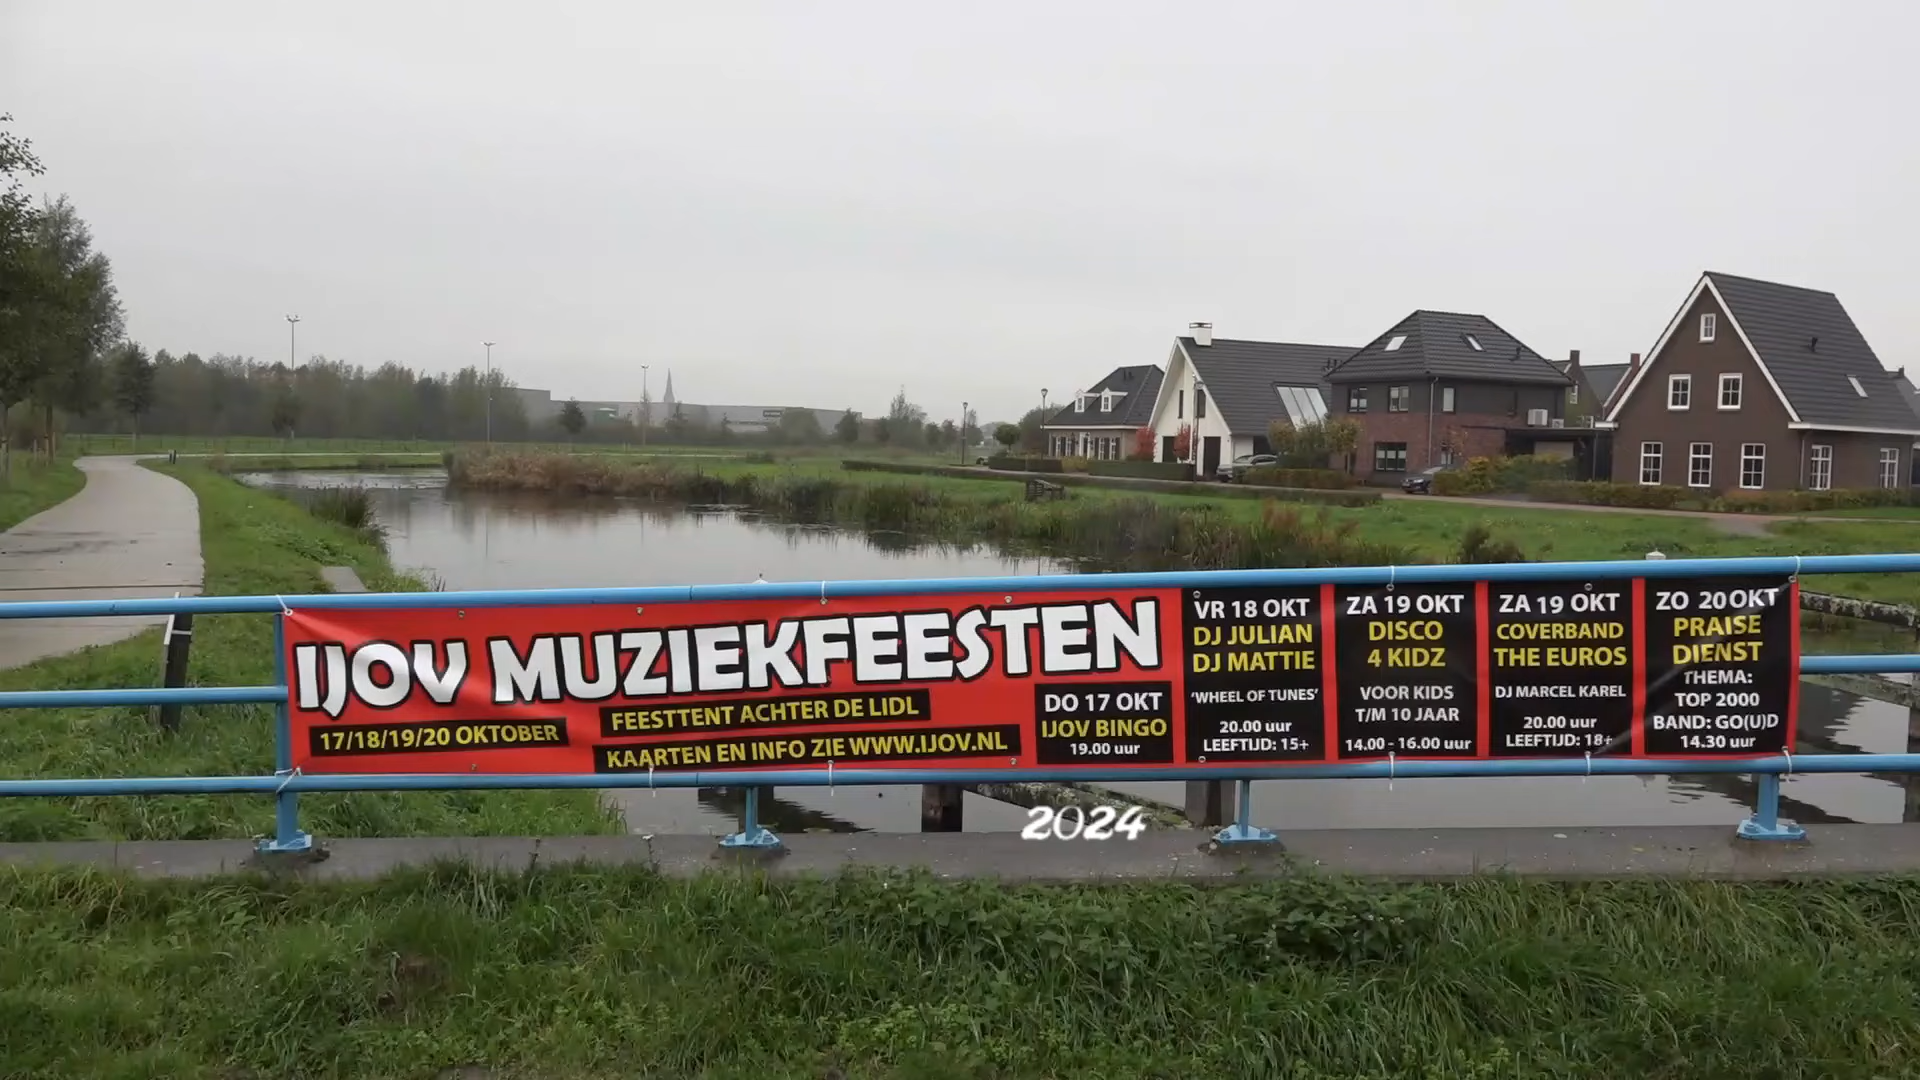 IJOV MUZIEKFEESTEN
17/18/19/20 OKTOBER
FEESTTENT ACHTER DE LIDL
KAARTEN EN INFO ZIE WWW.IJOV.NL
DO 17 OKT
IJOV BINGO
19.00 uur
VR 18 OKT
DJ JULIAN
DJ MATTIE
'WHEEL OF TUNES'
20.00 uur
LEEFTIJD: 15+
ZA 19 OKT
DISCO
4 KIDZ
VOOR KIDS
T/M 10 JAAR
14.00 - 16.00 uur
ZA 19 OKT
COVERBAND
THE EUROS
DJ MARCEL KAREL
20.00 uur
LEEFTIJD: 18+
ZO 20 OKT
PRAISE
DIENST
THEMA:
TOP 2000
BAND: GO(U)D
14.30 uur
2024